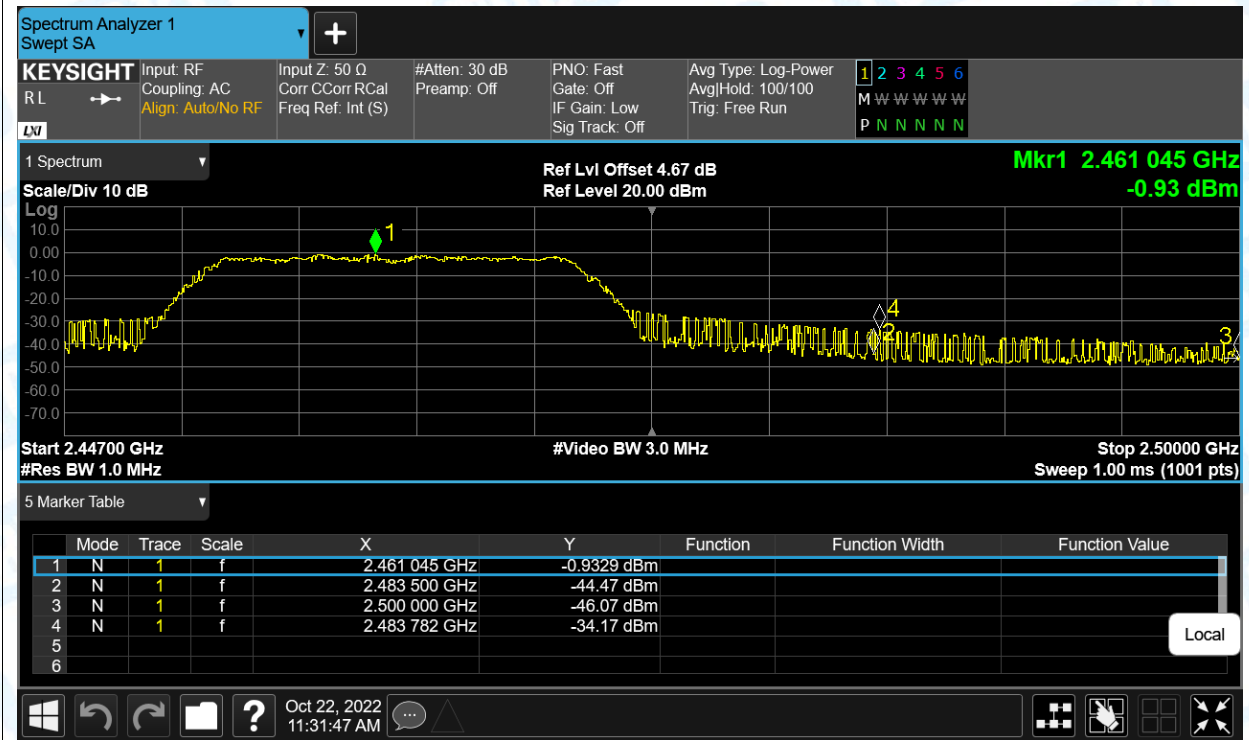 Spectrum Analyzer 1
Swept SA
▼
+
KEYSIGHT
R L
LXI
Input: RF
Coupling: AC
Align: Auto/No RF
Input Z: 50 Ω
Corr CCorr RCal
Freq Ref: Int (S)
#Atten: 30 dB
Preamp: Off
PNO: Fast
Gate: Off
IF Gain: Low
Sig Track: Off
Avg Type: Log-Power
Avg|Hold: 100/100
Trig: Free Run
1 2 3 4 5 6
M W W W W W W
P N N N N N N
1 Spectrum ▼
Scale/Div 10 dB
Ref Lvl Offset 4.67 dB
Ref Level 20.00 dBm
Mkr1 2.461 045 GHz
-0.93 dBm
Log
10.0
0.00
-10.0
-20.0
-30.0
-40.0
-50.0
-60.0
-70.0
1
4
2
3
Start 2.44700 GHz
#Video BW 3.0 MHz
Stop 2.50000 GHz
#Res BW 1.0 MHz
Sweep 1.00 ms (1001 pts)
5 Marker Table ▼
Mode Trace Scale X Y Function Function Width Function Value
1 N 1 f 2.461 045 GHz -0.9329 dBm
2 N 1 f 2.483 500 GHz -44.47 dBm
3 N 1 f 2.500 000 GHz -46.07 dBm
4 N 1 f 2.483 782 GHz -34.17 dBm
5
6
Local
?
Oct 22, 2022
11:31:47 AM